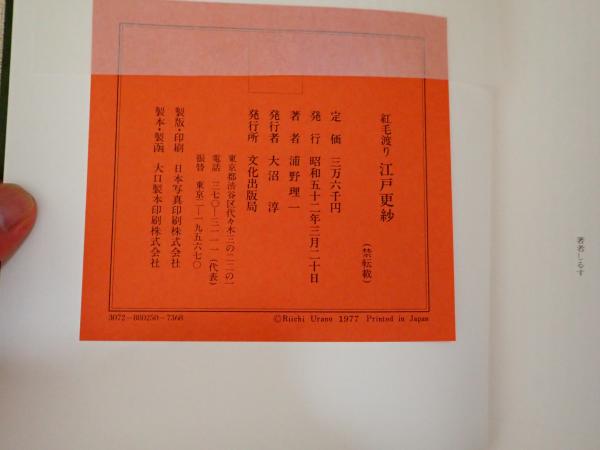 紅毛渡り 江戸更紗
（禁転載）
定価 三万六千円
発行 昭和五十二年三月二十日
著者 浦野理一
発行者 大沼 淳
発行所 文化出版局
東京都渋谷区代々木三の二二の一
電話 三七〇―三一一一（代表）
振替 東京二―一九五六七〇
製版・印刷 日本写真印刷株式会社
製本・製函 大口製本印刷株式会社
3072―880250―7368
©Riichi Urano 1977 Printed in Japan
著者しるす